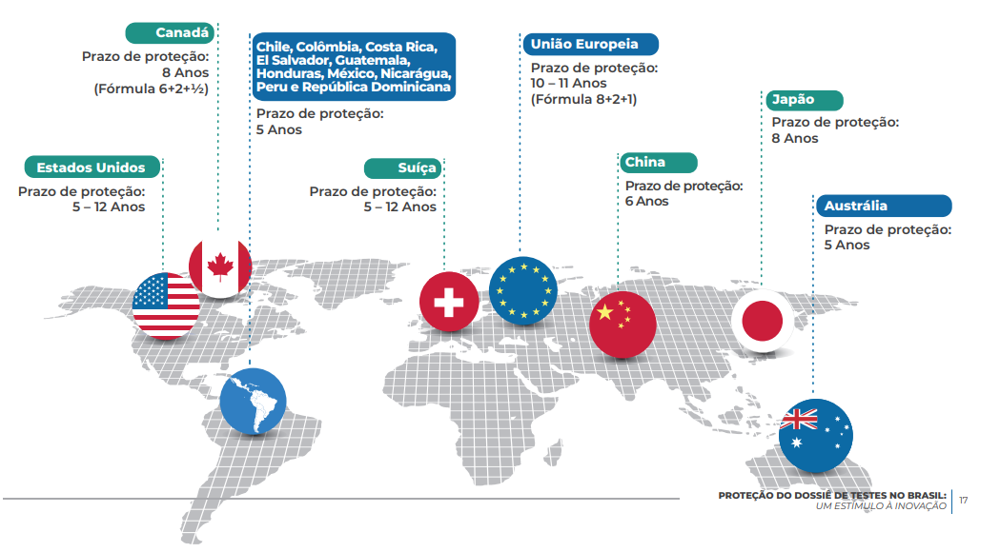 Canadá
Prazo de proteção:
8 Anos
(Fórmula 6+2+½)
Chile, Colômbia, Costa Rica,
El Salvador, Guatemala,
Honduras, México, Nicarágua,
Peru e República Dominicana
Prazo de proteção:
5 Anos
União Europeia
Prazo de proteção:
10 – 11 Anos
(Fórmula 8+2+1)
Japão
Prazo de proteção:
8 Anos
Estados Unidos
Prazo de proteção:
5 – 12 Anos
Suíça
Prazo de proteção:
5 – 12 Anos
China
Prazo de proteção:
6 Anos
Austrália
Prazo de proteção:
5 Anos
PROTEÇÃO DO DOSSIÊ DE TESTES NO BRASIL:
UM ESTÍMULO À INOVAÇÃO
17